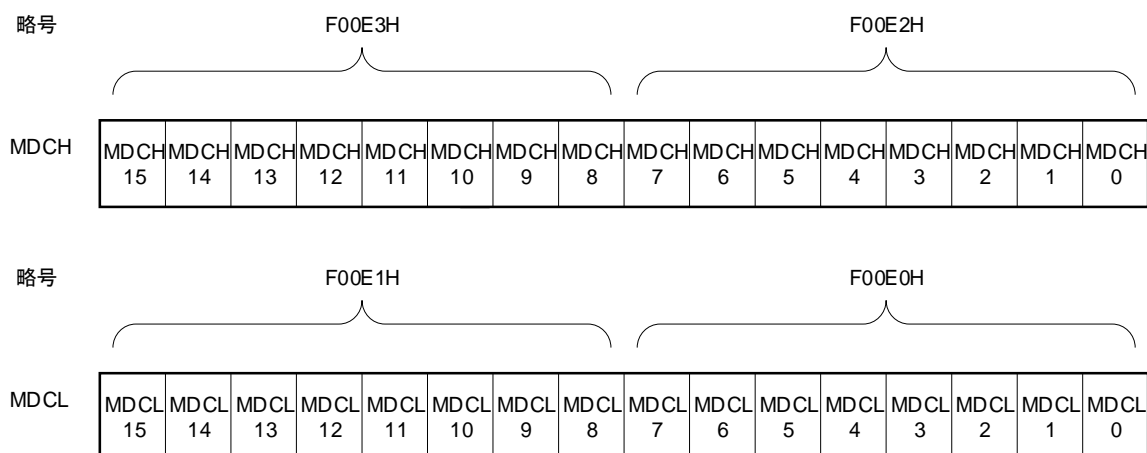 略号 F00E3H F00E2H
MDCH MDCH MDCH MDCH MDCH MDCH MDCH MDCH MDCH MDCH MDCH MDCH MDCH MDCH MDCH MDCH MDCH
15 14 13 12 11 10 9 8 7 6 5 4 3 2 1 0
略号 F00E1H F00E0H
MDCL MDCL MDCL MDCL MDCL MDCL MDCL MDCL MDCL MDCL MDCL MDCL MDCL MDCL MDCL MDCL MDCL
15 14 13 12 11 10 9 8 7 6 5 4 3 2 1 0